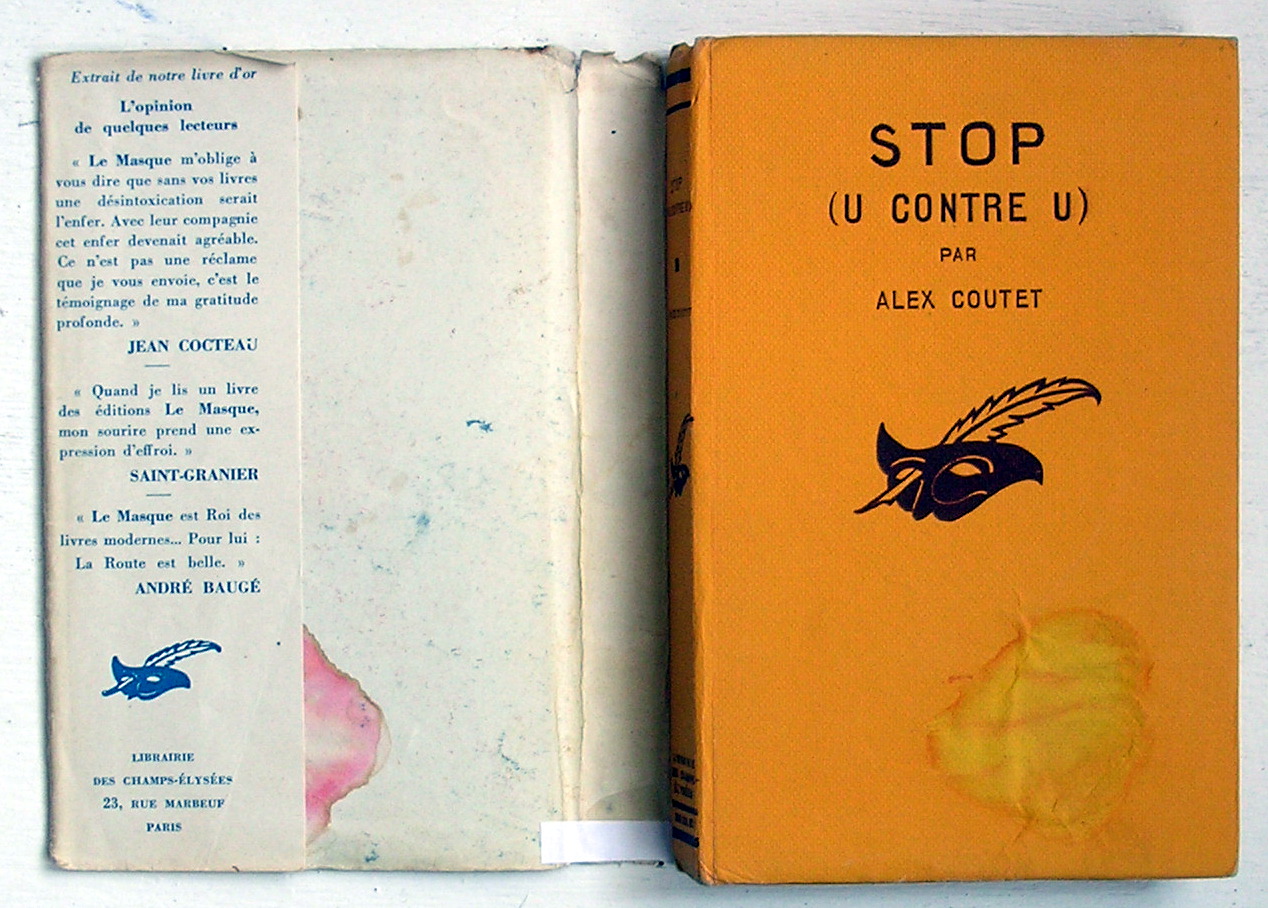 Extrait de notre livre d'or
L'opinion
de quelques lecteurs
« Le Masque m'oblige à
vous dire que sans vos livres
une désintoxication serait
l'enfer. Avec leur compagnie
cet enfer devenait agréable.
Ce n'est pas une réclame
que je vous envoie, c'est le
témoignage de ma gratitude
profonde. »
JEAN COCTEAU
« Quand je lis un livre
des éditions Le Masque,
mon sourire prend une ex-
pression d'effroi. »
SAINT-GRANIER
« Le Masque est Roi des
livres modernes... Pour lui :
La Route est belle. »
ANDRÉ BAUGÉ
LIBRAIRIE
DES CHAMPS-ÉLYSÉES
23, RUE MARBEUF
PARIS
STOP
(U CONTRE U)
PAR
ALEX COUTET